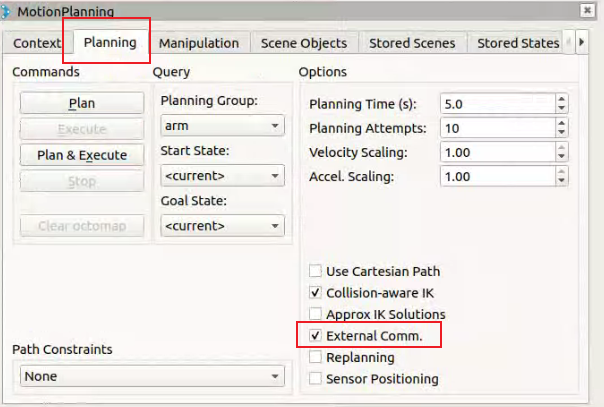 MotionPlanning
Context
Planning
Manipulation
Scene Objects
Stored Scenes
Stored States
Commands
Plan
Execute
Plan & Execute
Stop
Clear octomap
Query
Planning Group:
arm
Start State:
<current>
Goal State:
<current>
Options
Planning Time (s): 5.0
Planning Attempts: 10
Velocity Scaling: 1.00
Accel. Scaling: 1.00
Use Cartesian Path
Collision-aware IK
Approx IK Solutions
External Comm.
Replanning
Sensor Positioning
Path Constraints
None